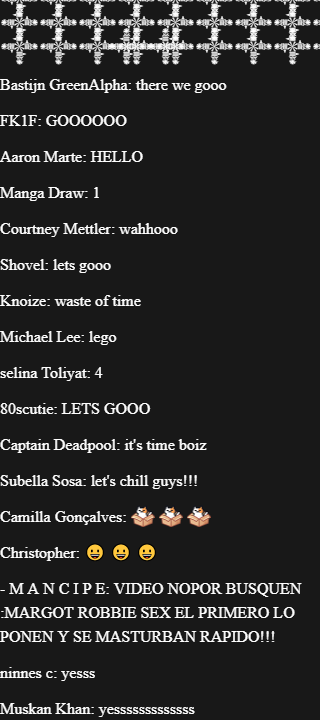 Bastijn GreenAlpha: there we gooo
FK1F: GOOOOOO
Aaron Marte: HELLO
Manga Draw: 1
Courtney Mettler: wahhooo
Shovel: lets gooo
Knoize: waste of time
Michael Lee: lego
selina Toliyat: 4
80scutie: LETS GOOO
Captain Deadpool: it's time boiz
Subella Sosa: let's chill guys!!!
Camilla Gonçalves:
Christopher: 😀 😀 😀
- M A N C I P E: VIDEO NOPOR BUSQUEN
:MARGOT ROBBIE SEX EL PRIMERO LO
PONEN Y SE MASTURBAN RAPIDO!!!
ninnes c: yesss
Muskan Khan: yesssssssssssss